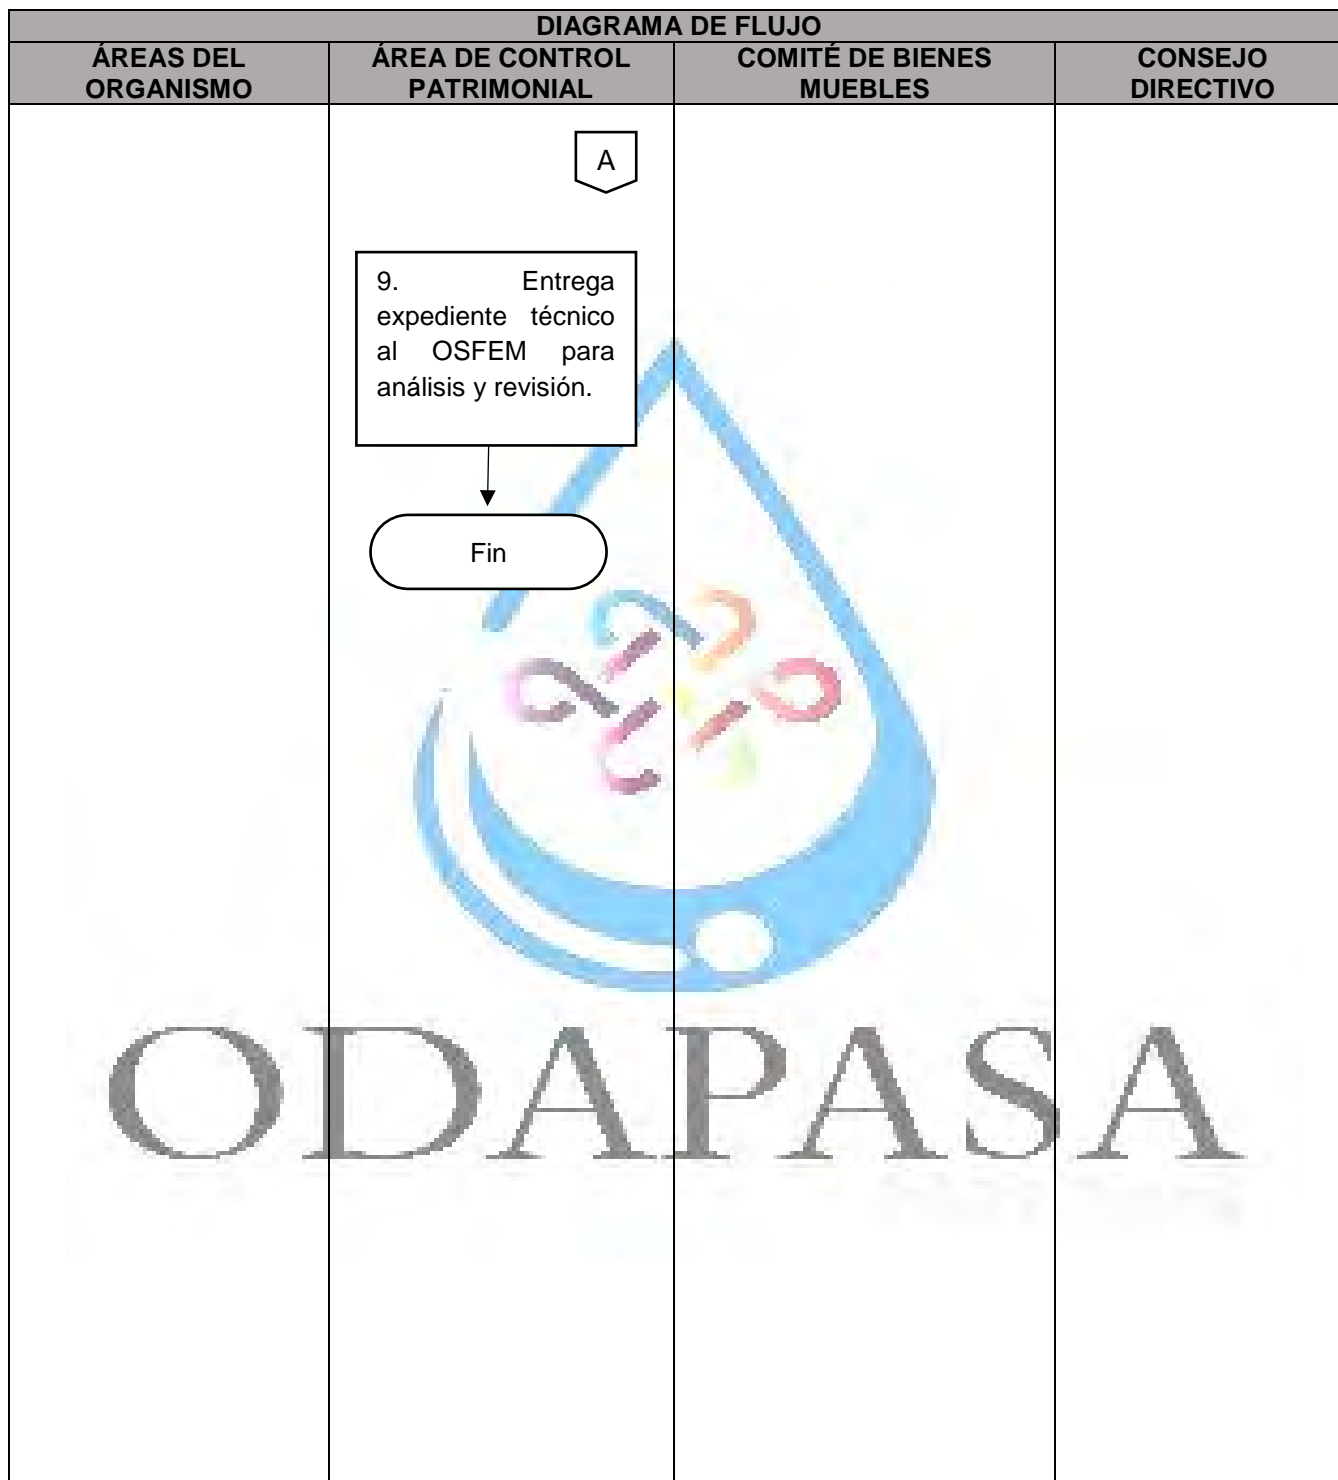 DIAGRAMA DE FLUJO
ÁREAS DEL
ORGANISMO
ÁREA DE CONTROL
PATRIMONIAL
COMITÉ DE BIENES
MUEBLES
CONSEJO
DIRECTIVO
A
9. Entrega
expediente técnico
al OSFEM para
análisis y revisión.
Fin
ODAPASA